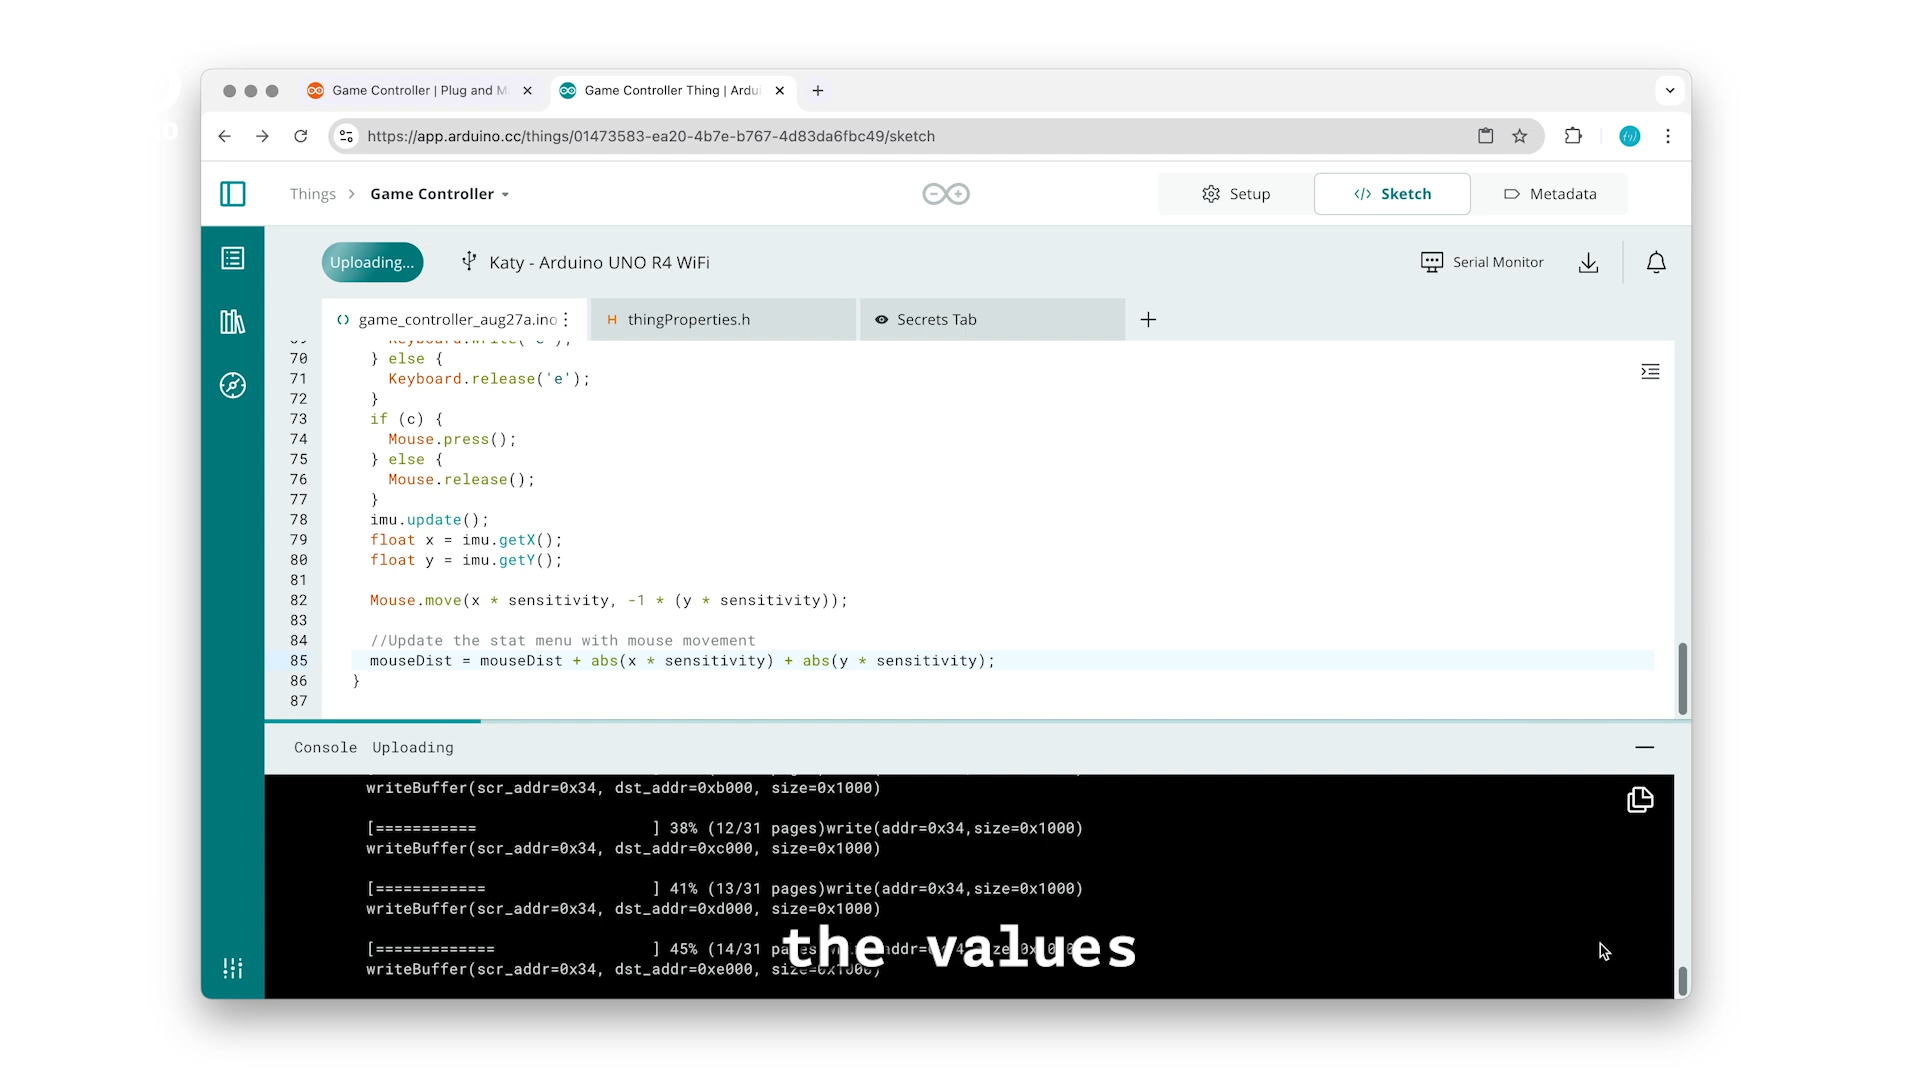 Game Controller | Plug and M
Game Controller Thing | Ardui
https://app.arduino.cc/things/01473583-ea20-4b7e-b767-4d83da6fbc49/sketch
Things > Game Controller
Setup
</> Sketch
Metadata
Uploading...
Katy - Arduino UNO R4 WiFi
Serial Monitor
game_controller_aug27a.ino
H thingProperties.h
Secrets Tab
69 Keyboard.write('e');
70 } else {
71 Keyboard.release('e');
72 }
73 if (c) {
74 Mouse.press();
75 } else {
76 Mouse.release();
77 }
78 imu.update();
79 float x = imu.getX();
80 float y = imu.getY();
81
82 Mouse.move(x * sensitivity, -1 * (y * sensitivity));
83
84 //Update the stat menu with mouse movement
85 mouseDist = mouseDist + abs(x * sensitivity) + abs(y * sensitivity);
86 }
87
Console Uploading
writeBuffer(scr_addr=0x34, dst_addr=0xb000, size=0x1000)
[=========== ] 38% (12/31 pages)write(addr=0x34,size=0x1000)
writeBuffer(scr_addr=0x34, dst_addr=0xc000, size=0x1000)
[============ ] 41% (13/31 pages)write(addr=0x34,size=0x1000)
writeBuffer(scr_addr=0x34, dst_addr=0xd000, size=0x1000)
[============= ] 45% (14/31
writeBuffer(scr_addr=0x34, dst_addr=0xe000, size=0x1000)
the values